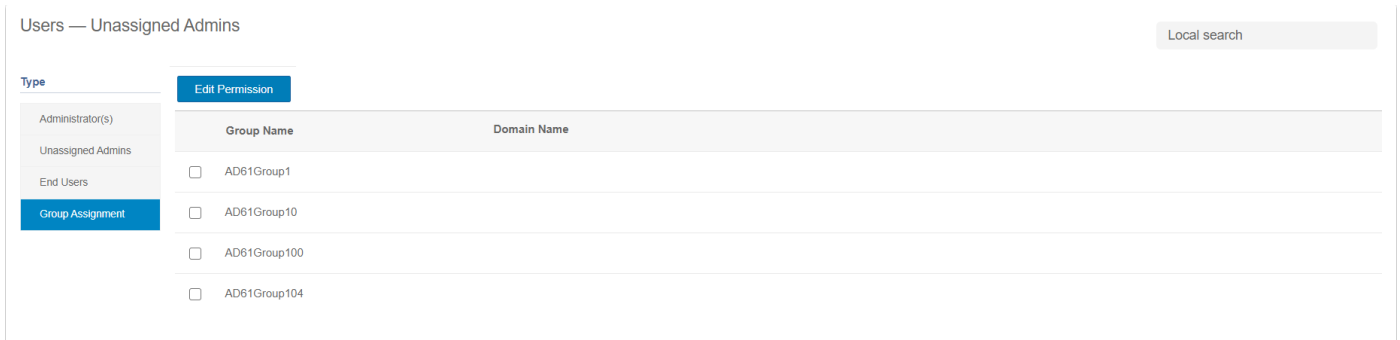 Users — Unassigned Admins
Local search
Type
Edit Permission
Administrator(s)
Group Name
Domain Name
Unassigned Admins
AD61Group1
End Users
Group Assignment
AD61Group10
AD61Group100
AD61Group104